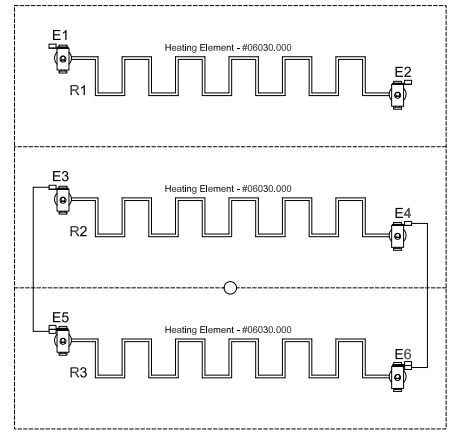 E1
Heating Element - #06030.000
E2
R1
E3
Heating Element - #06030.000
E4
R2
E5
Heating Element - #06030.000
E6
R3